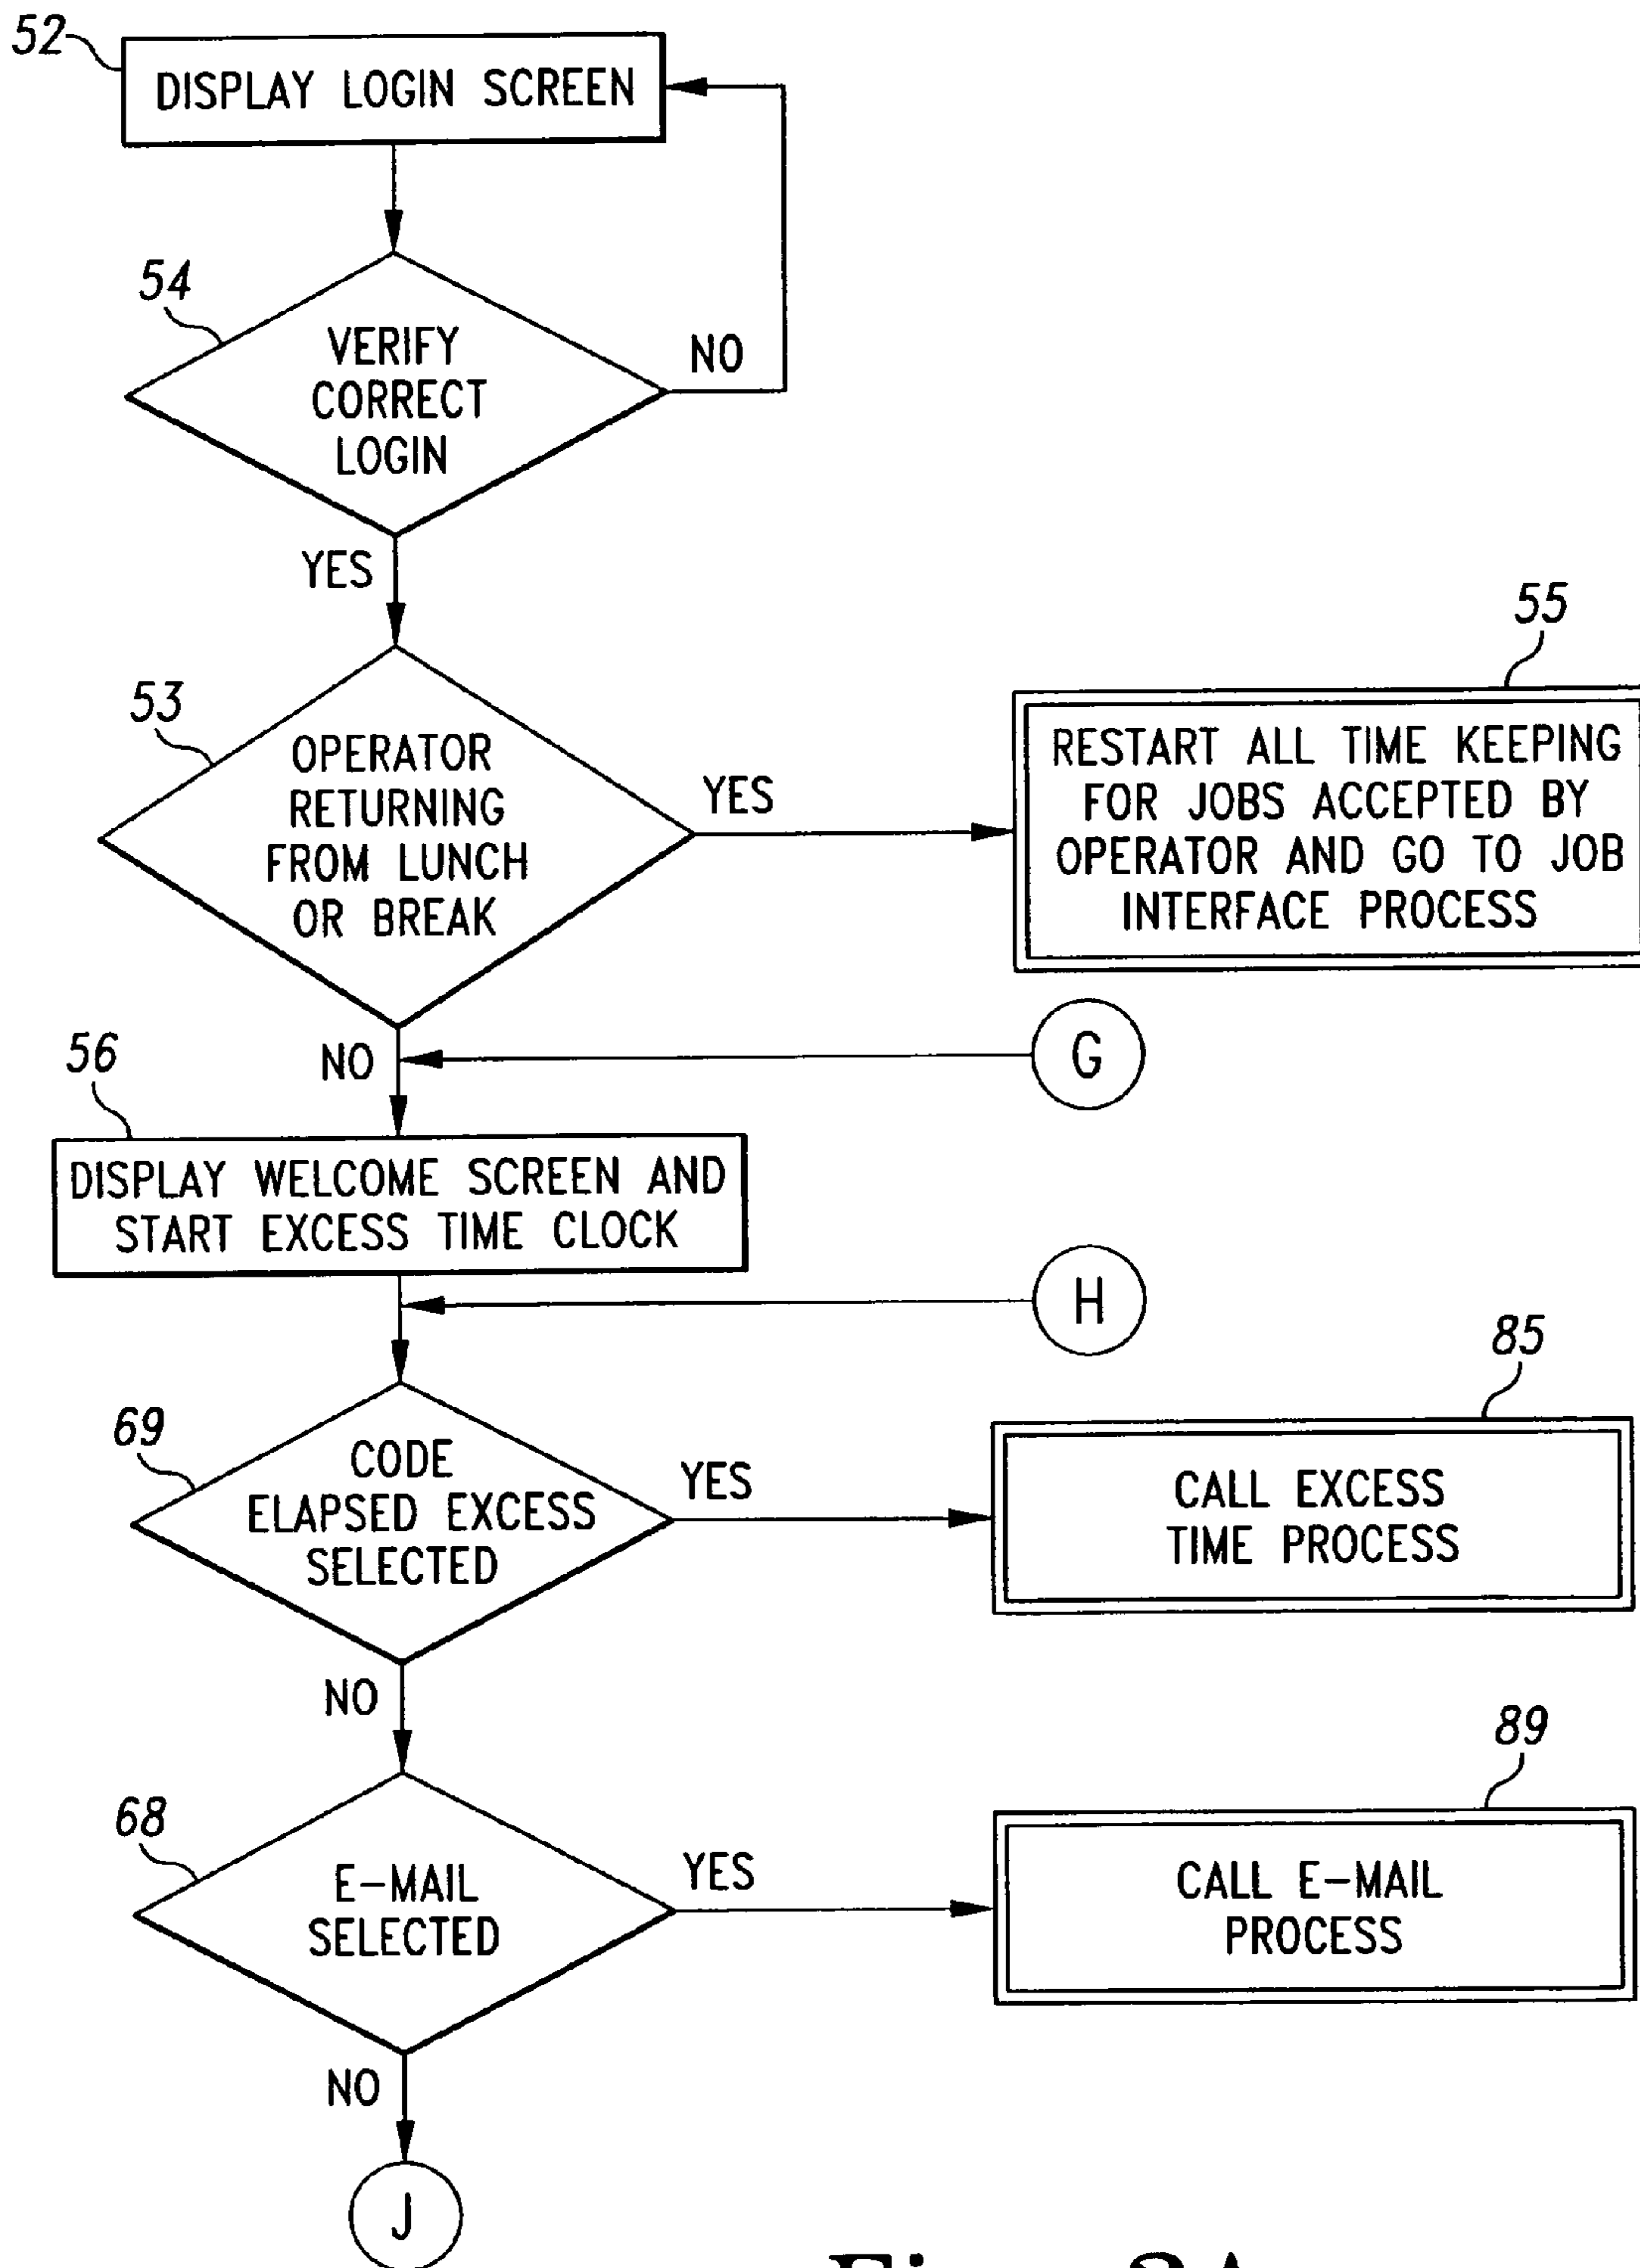 52
DISPLAY LOGIN SCREEN
54
VERIFY
CORRECT
LOGIN
NO
YES
53
OPERATOR
RETURNING
FROM LUNCH
OR BREAK
YES
55
RESTART ALL TIME KEEPING
FOR JOBS ACCEPTED BY
OPERATOR AND GO TO JOB
INTERFACE PROCESS
NO
G
56
DISPLAY WELCOME SCREEN AND
START EXCESS TIME CLOCK
H
69
CODE
ELAPSED EXCESS
SELECTED
YES
85
CALL EXCESS
TIME PROCESS
NO
68
E-MAIL
SELECTED
YES
89
CALL E-MAIL
PROCESS
NO
J